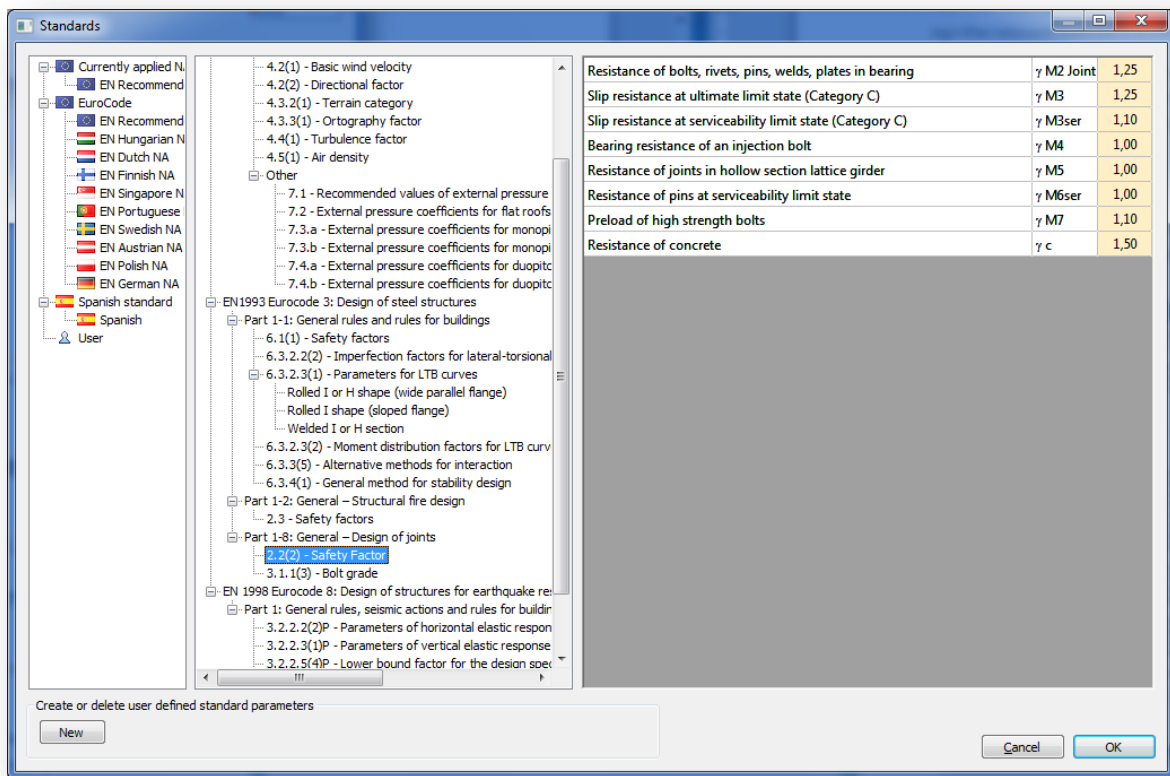 Standards
Currently applied N
EN Recommend
EuroCode
EN Recommend
EN Hungarian N
EN Dutch NA
EN Finnish NA
EN Singapore N
EN Portuguese
EN Swedish NA
EN Austrian NA
EN Polish NA
EN German NA
Spanish standard
Spanish
User
4.2(1) - Basic wind velocity
4.2(2) - Directional factor
4.3.2(1) - Terrain category
4.3.3(1) - Ortography factor
4.4(1) - Turbulence factor
4.5(1) - Air density
Other
7.1 - Recommended values of external pressure
7.2 - External pressure coefficients for flat roofs
7.3.a - External pressure coefficients for monopi
7.3.b - External pressure coefficients for monopi
7.4.a - External pressure coefficients for duopitc
7.4.b - External pressure coefficients for duopitc
EN1993 Eurocode 3: Design of steel structures
Part 1-1: General rules and rules for buildings
6.1(1) - Safety factors
6.3.2.2(2) - Imperfection factors for lateral-torsional
6.3.2.3(1) - Parameters for LTB curves
Rolled I or H shape (wide parallel flange)
Rolled I shape (sloped flange)
Welded I or H section
6.3.2.3(2) - Moment distribution factors for LTB curv
6.3.3(5) - Alternative methods for interaction
6.3.4(1) - General method for stability design
Part 1-2: General – Structural fire design
2.3 - Safety factors
Part 1-8: General – Design of joints
2.2(2) - Safety Factor
3.1.1(3) - Bolt grade
EN 1998 Eurocode 8: Design of structures for earthquake re
Part 1: General rules, seismic actions and rules for buildin
3.2.2.2(2)P - Parameters of horizontal elastic respon
3.2.2.3(1)P - Parameters of vertical elastic response
3.2.2.5(4)P - Lower bound factor for the design spec
Resistance of bolts, rivets, pins, welds, plates in bearing γ M2 Joint 1,25
Slip resistance at ultimate limit state (Category C) γ M3 1,25
Slip resistance at serviceability limit state (Category C) γ M3ser 1,10
Bearing resistance of an injection bolt γ M4 1,00
Resistance of joints in hollow section lattice girder γ M5 1,00
Resistance of pins at serviceability limit state γ M6ser 1,00
Preload of high strength bolts γ M7 1,10
Resistance of concrete γ c 1,50
Create or delete user defined standard parameters
New
Cancel
OK